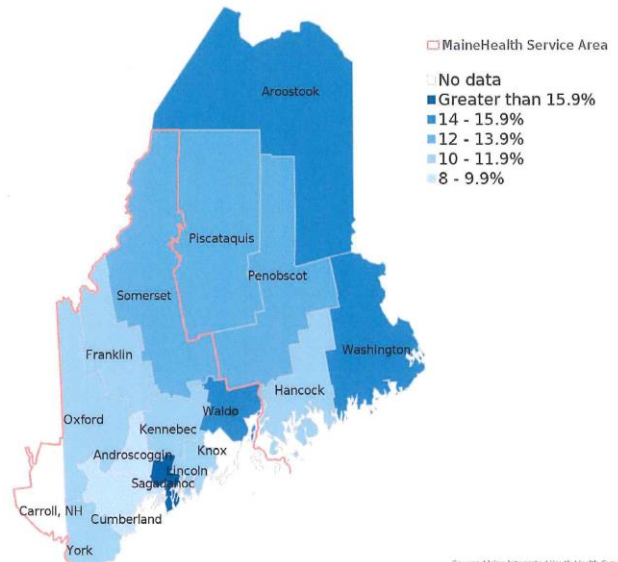 MaineHealth Service Area
No data
Greater than 15.9%
14 - 15.9%
12 - 13.9%
10 - 11.9%
8 - 9.9%
Aroostook
Piscataquis
Penobscot
Somerset
Washington
Franklin
Hancock
Waldo
Oxford
Kennebec
Knox
Androscoggin
Lincoln
Sagadahoc
Carroll, NH
Cumberland
York